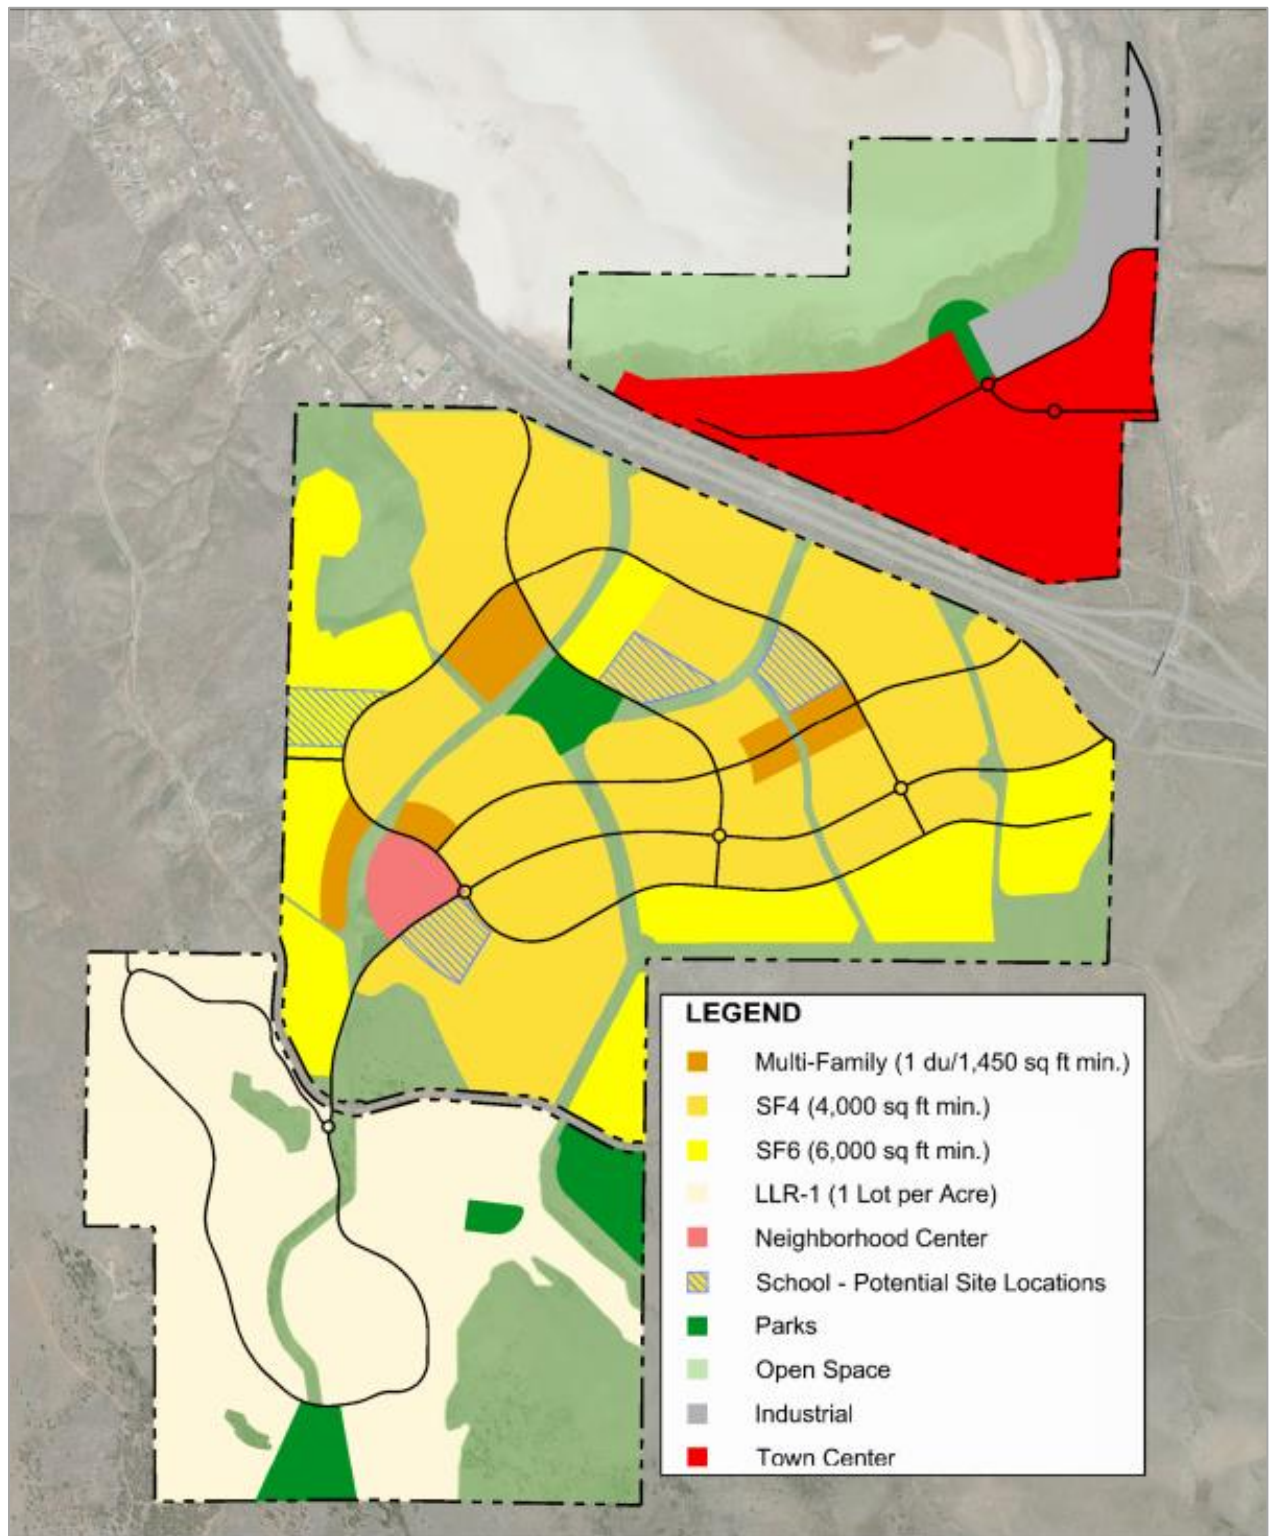 LEGEND
Multi-Family (1 du/1,450 sq ft min.)
SF4 (4,000 sq ft min.)
SF6 (6,000 sq ft min.)
LLR-1 (1 Lot per Acre)
Neighborhood Center
School - Potential Site Locations
Parks
Open Space
Industrial
Town Center